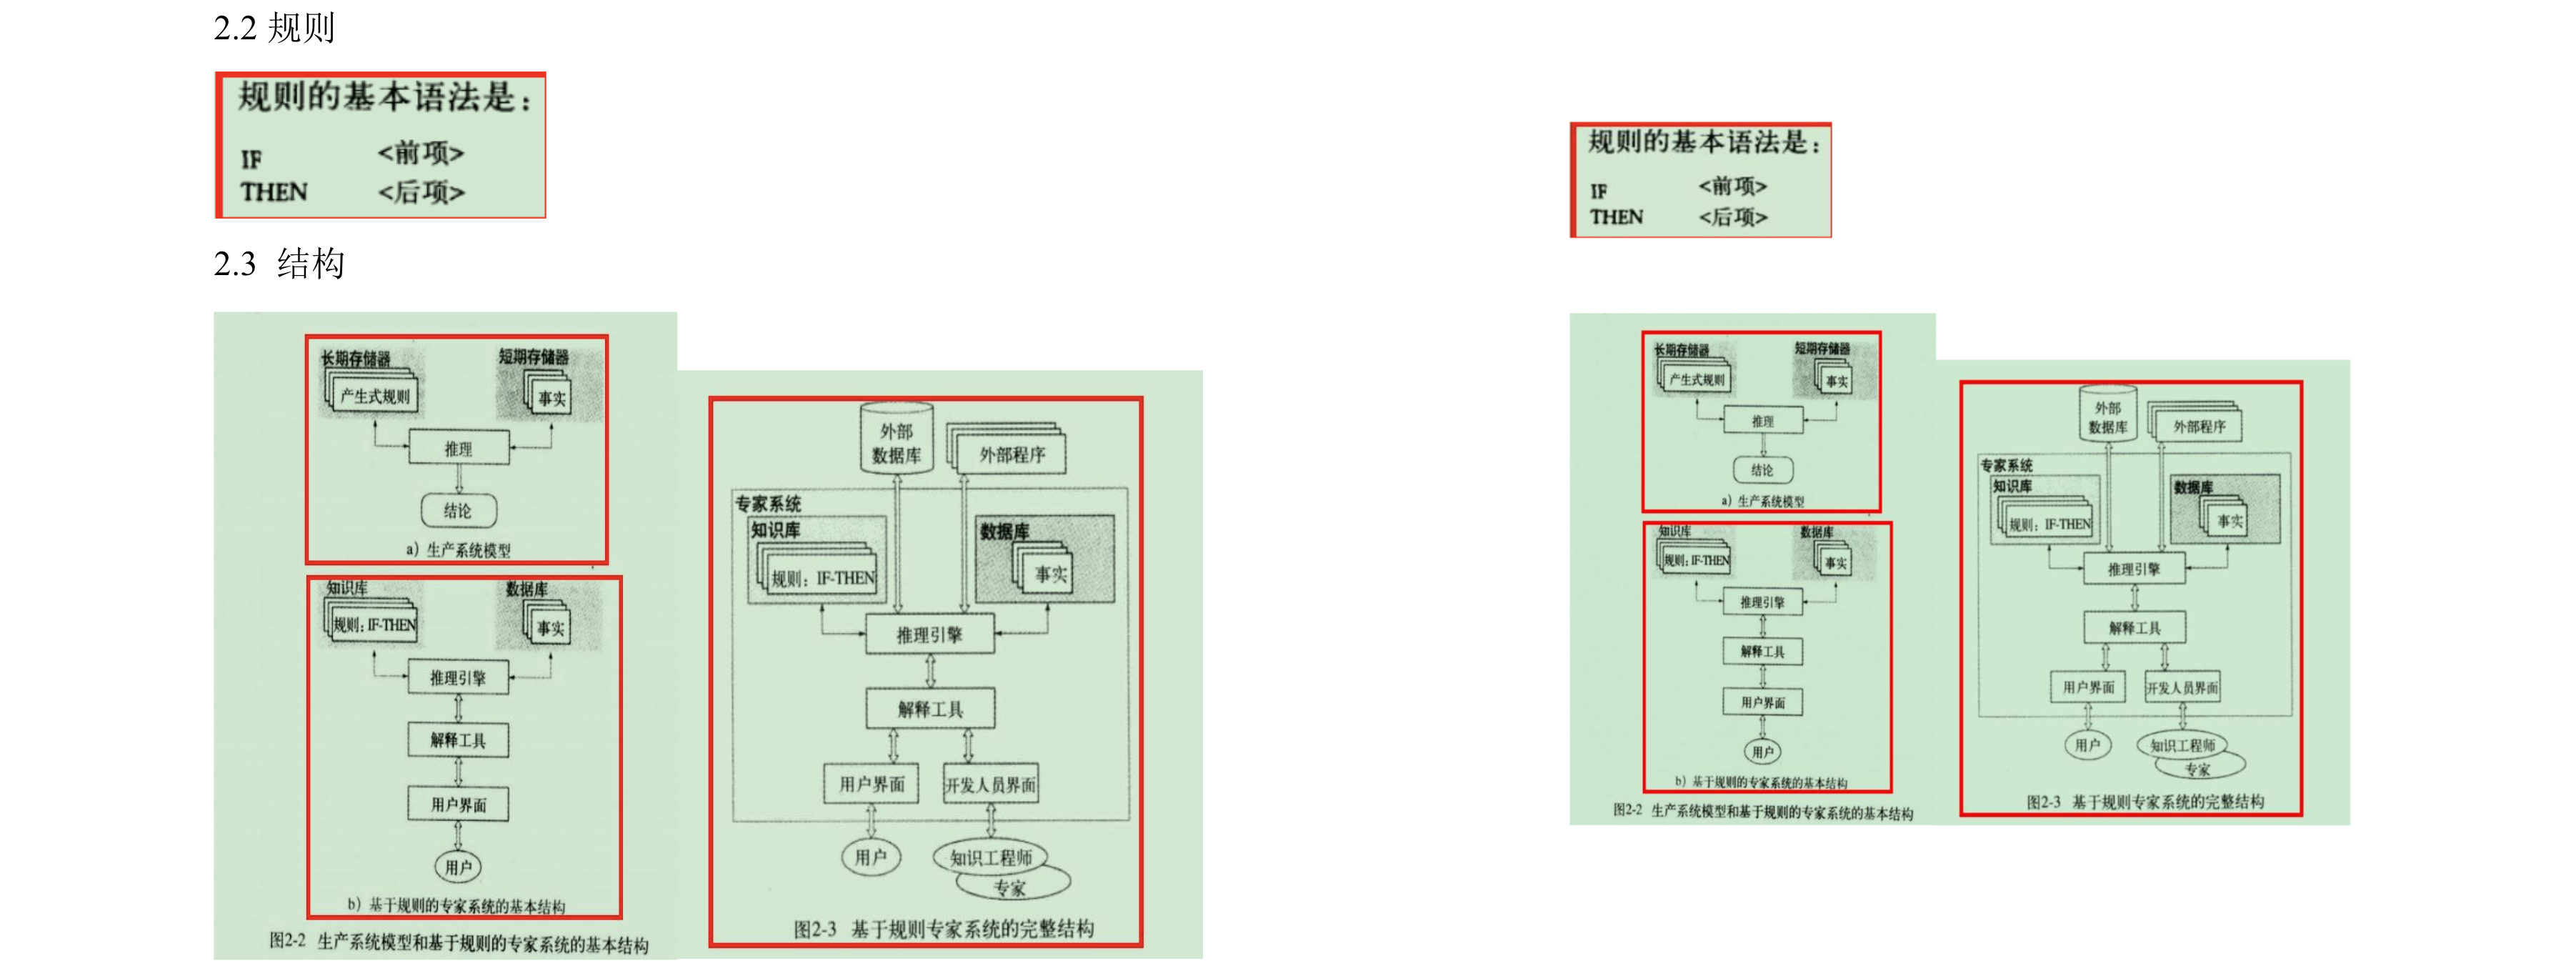 2.2 规则
规则的基本语法是：
IF <前项>
THEN <后项>
2.3 结构
长期存储器
产生式规则
短期存储器
事实
推理
结论
a）生产系统模型
知识库
规则：IF-THEN
数据库
事实
推理引擎
解释工具
用户界面
用户
b）基于规则的专家系统的基本结构
图2-2 生产系统模型和基于规则的专家系统的基本结构
外部
数据库
外部程序
专家系统
知识库
规则：IF-THEN
数据库
事实
推理引擎
解释工具
用户界面
开发人员界面
用户
知识工程师
专家
图2-3 基于规则专家系统的完整结构
规则的基本语法是：
IF <前项>
THEN <后项>
长期存储器
产生式规则
短期存储器
事实
推理
结论
a）生产系统模型
知识库
规则：IF-THEN
数据库
事实
推理引擎
解释工具
用户界面
用户
b）基于规则的专家系统的基本结构
图2-2 生产系统模型和基于规则的专家系统的基本结构
外部
数据库
外部程序
专家系统
知识库
规则：IF-THEN
数据库
事实
推理引擎
解释工具
用户界面
开发人员界面
用户
知识工程师
专家
图2-3 基于规则专家系统的完整结构